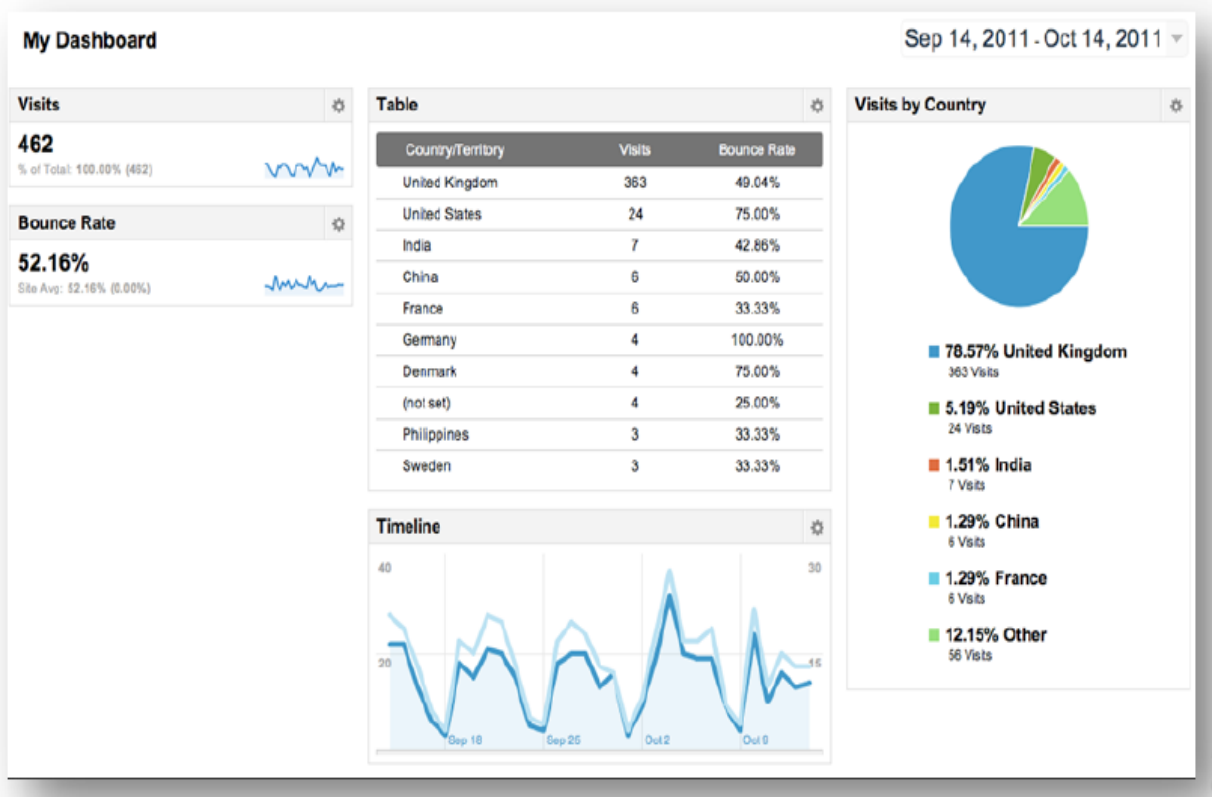 My Dashboard
Sep 14, 2011 - Oct 14, 2011
Visits
462
% of Total: 100.00% (462)
Bounce Rate
52.16%
Site Avg: 52.16% (0.00%)
Table
Country/Territory Visits Bounce Rate
United Kingdom 363 49.04%
United States 24 75.00%
India 7 42.86%
China 6 50.00%
France 6 33.33%
Germany 4 100.00%
Denmark 4 75.00%
(not set) 4 25.00%
Philippines 3 33.33%
Sweden 3 33.33%
Timeline
40 30
20 15
Sep 18 Sep 25 Oct 2 Oct 9
Visits by Country
78.57% United Kingdom
363 Visits
5.19% United States
24 Visits
1.51% India
7 Visits
1.29% China
6 Visits
1.29% France
6 Visits
12.15% Other
56 Visits